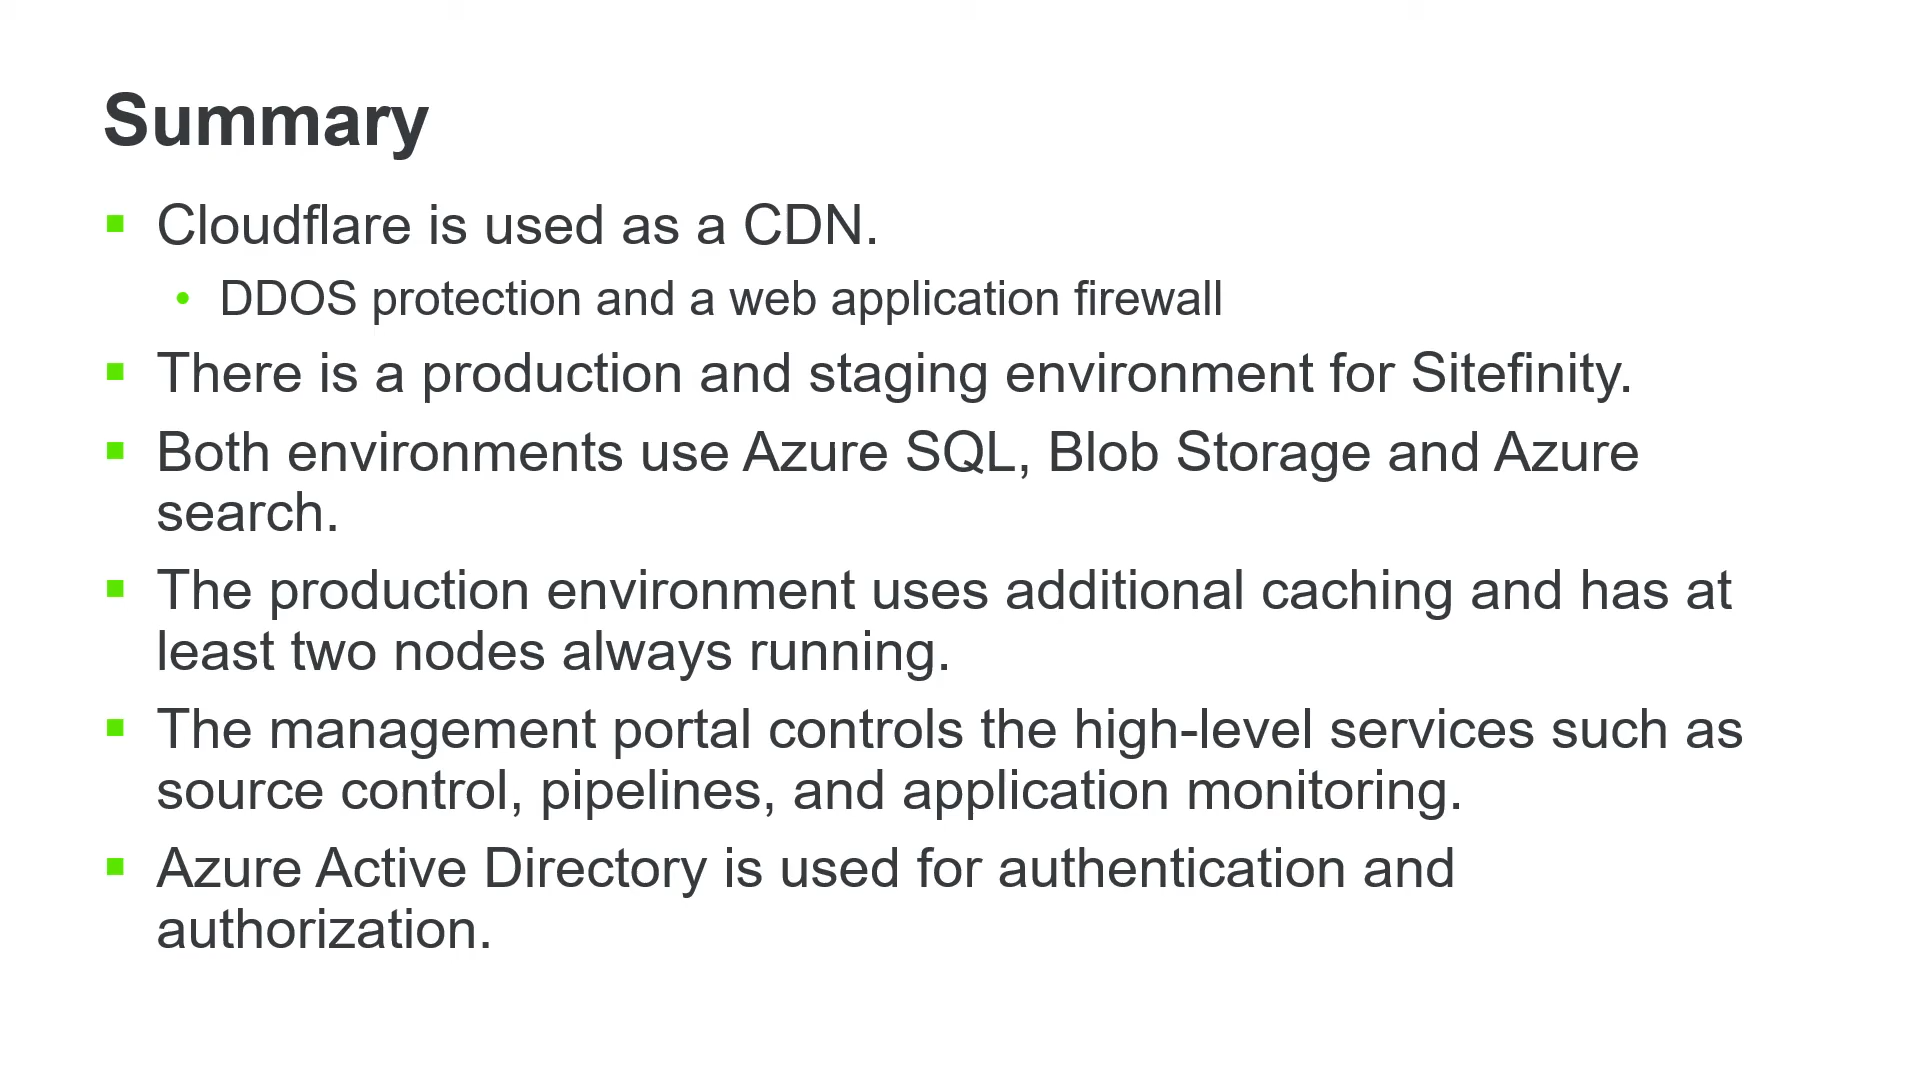 Summary
Cloudflare is used as a CDN.
DDOS protection and a web application firewall
There is a production and staging environment for Sitefinity.
Both environments use Azure SQL, Blob Storage and Azure
search.
The production environment uses additional caching and has at
least two nodes always running.
The management portal controls the high-level services such as
source control, pipelines, and application monitoring.
Azure Active Directory is used for authentication and
authorization.